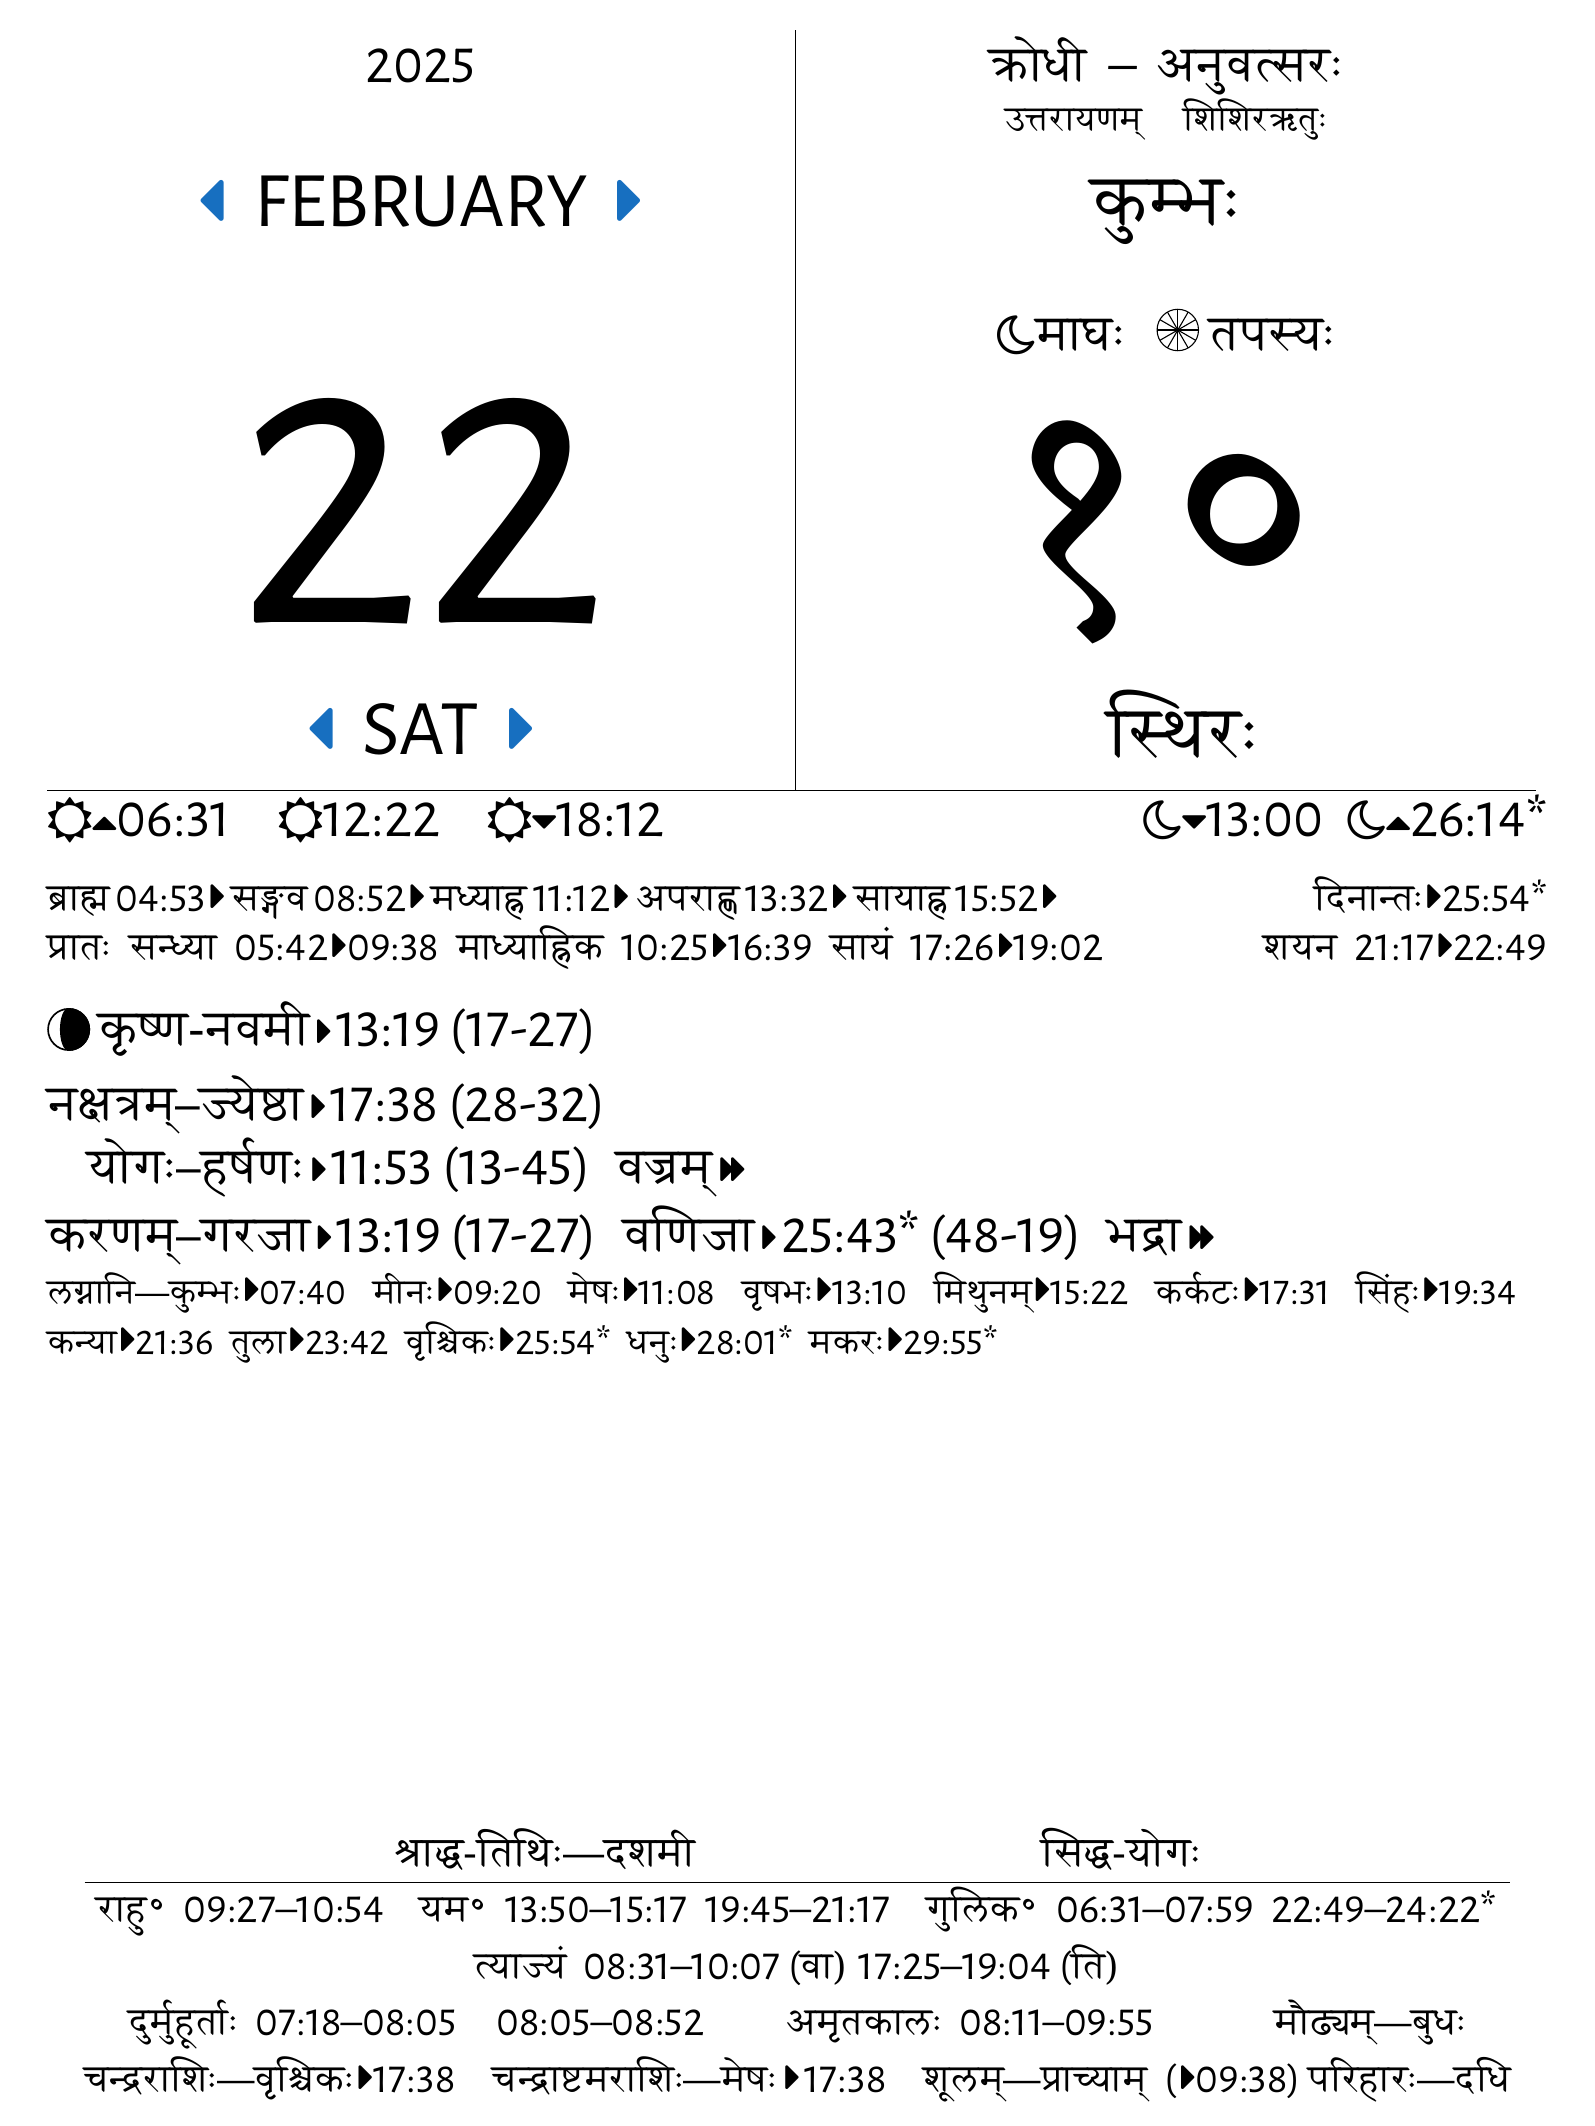 2025
FEBRUARY
22
SAT
क्रोधी – अनुवत्सरः
उत्तरायणम् शिशिरऋतुः
कुम्भः
माघः तपस्यः
१०
स्थिरः
06:31 12:22 18:12 13:00 26:14*
ब्राह्म 04:53 सङ्गव 08:52 मध्याह्न 11:12 अपराह्ण 13:32 सायाह्न 15:52 दिनान्तः 25:54*
प्रातः सन्ध्या 05:42 09:38 माध्याह्निक 10:25 16:39 सायं 17:26 19:02 शयन 21:17 22:49
कृष्ण-नवमी 13:19 (17-27)
नक्षत्रम्–ज्येष्ठा 17:38 (28-32)
योगः–हर्षणः 11:53 (13-45) वज्रम्
करणम्–गरजा 13:19 (17-27) वणिजा 25:43* (48-19) भद्रा
लग्नानि—कुम्भः 07:40 मीनः 09:20 मेषः 11:08 वृषभः 13:10 मिथुनम् 15:22 कर्कटः 17:31 सिंहः 19:34
कन्या 21:36 तुला 23:42 वृश्चिकः 25:54* धनुः 28:01* मकरः 29:55*
श्राद्ध-तिथिः—दशमी सिद्ध-योगः
राहु॰ 09:27–10:54 यम॰ 13:50–15:17 19:45–21:17 गुलिक॰ 06:31–07:59 22:49–24:22*
त्याज्यं 08:31–10:07 (वा) 17:25–19:04 (ति)
दुर्मुहूर्ताः 07:18–08:05 08:05–08:52 अमृतकालः 08:11–09:55 मौढ्यम्—बुधः
चन्द्रराशिः—वृश्चिकः 17:38 चन्द्राष्टमराशिः—मेषः 17:38 शूलम्—प्राच्याम् (09:38) परिहारः—दधि